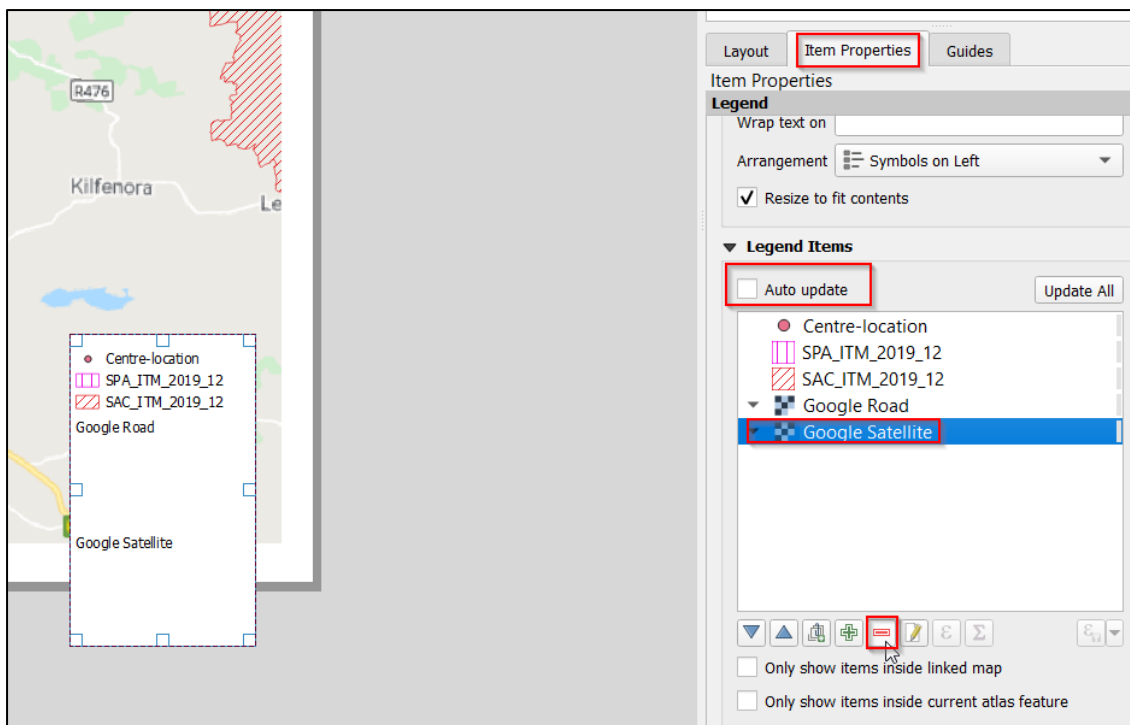 R476
Kilfenora
Le
Centre-location
SPA_ITM_2019_12
SAC_ITM_2019_12
Google Road
Google Satellite
Layout
Item Properties
Guides
Item Properties
Legend
Wrap text on
Arrangement
Symbols on Left
Resize to fit contents
Legend Items
Auto update
Update All
Centre-location
SPA_ITM_2019_12
SAC_ITM_2019_12
Google Road
Google Satellite
ε
Σ
Only show items inside linked map
Only show items inside current atlas feature